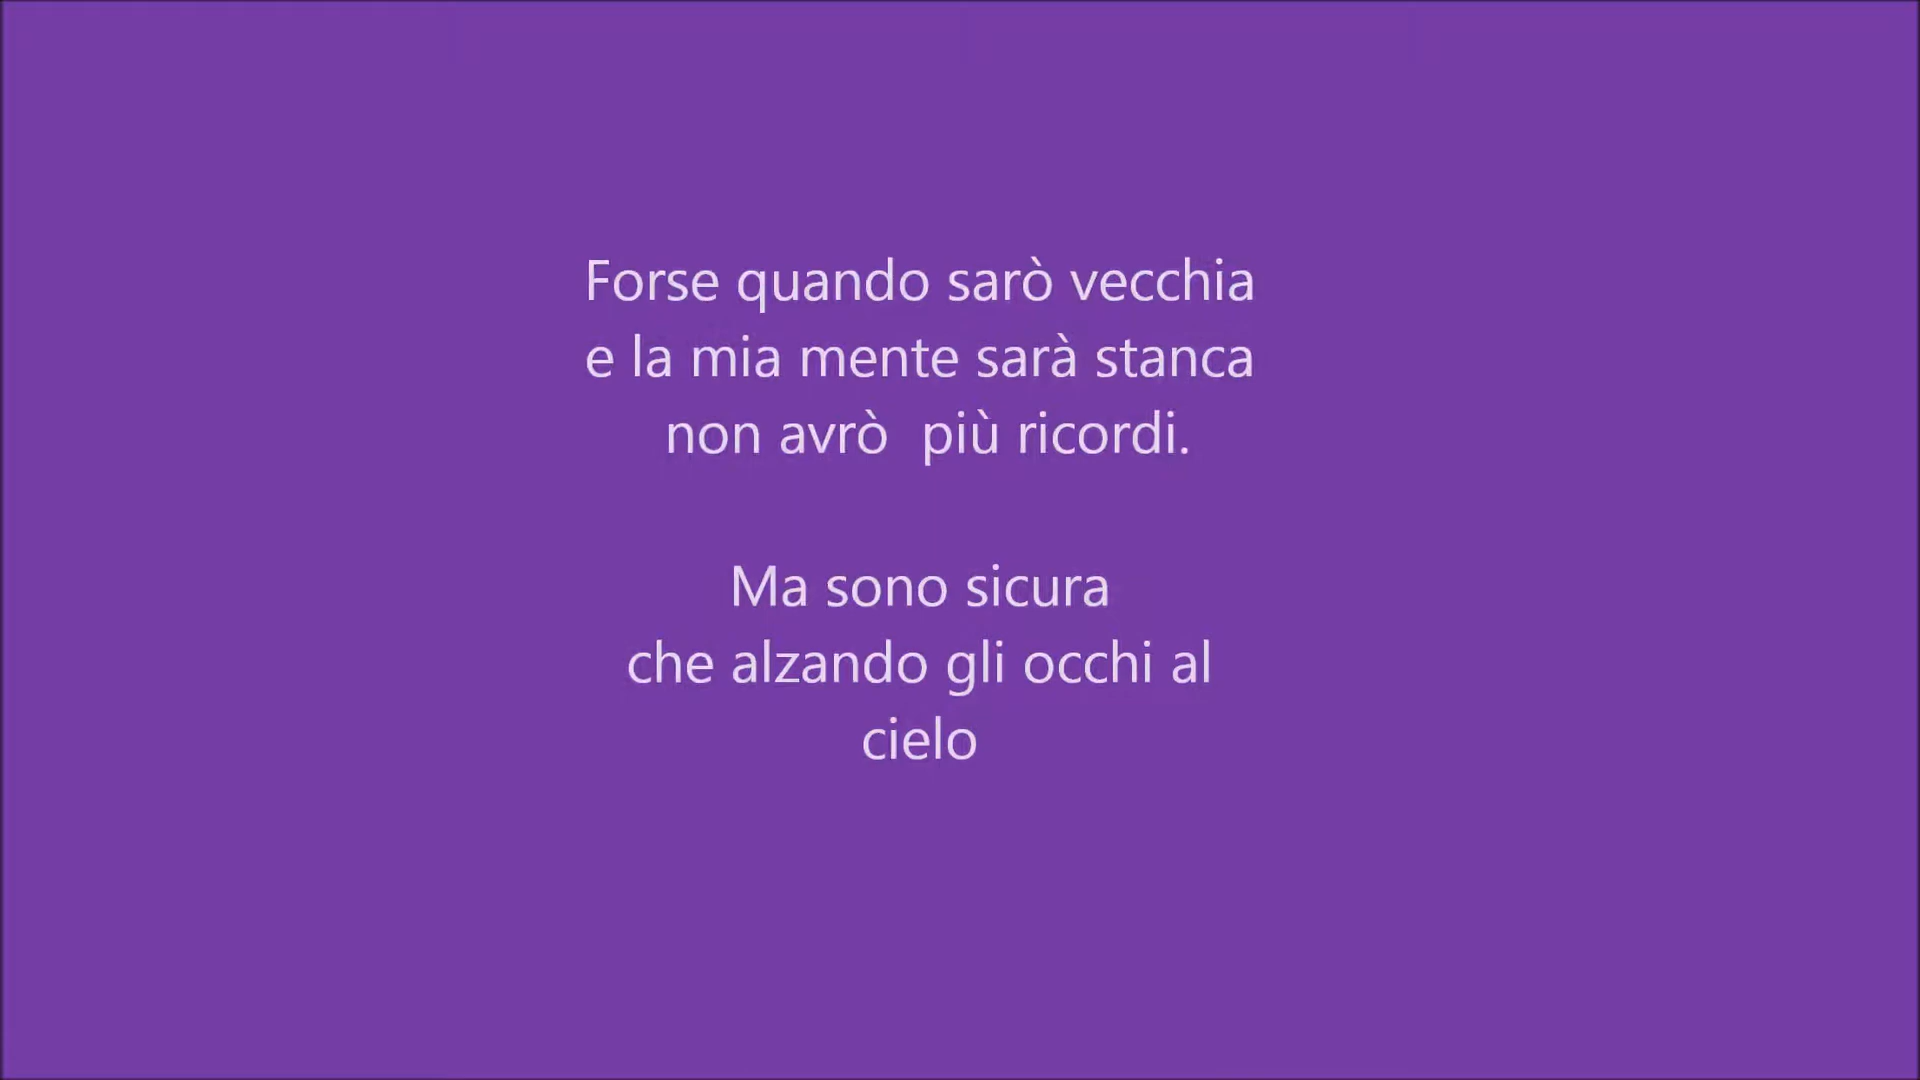 Forse quando sarò vecchia
e la mia mente sarà stanca
non avrò  più ricordi.
Ma sono sicura
che alzando gli occhi al
cielo